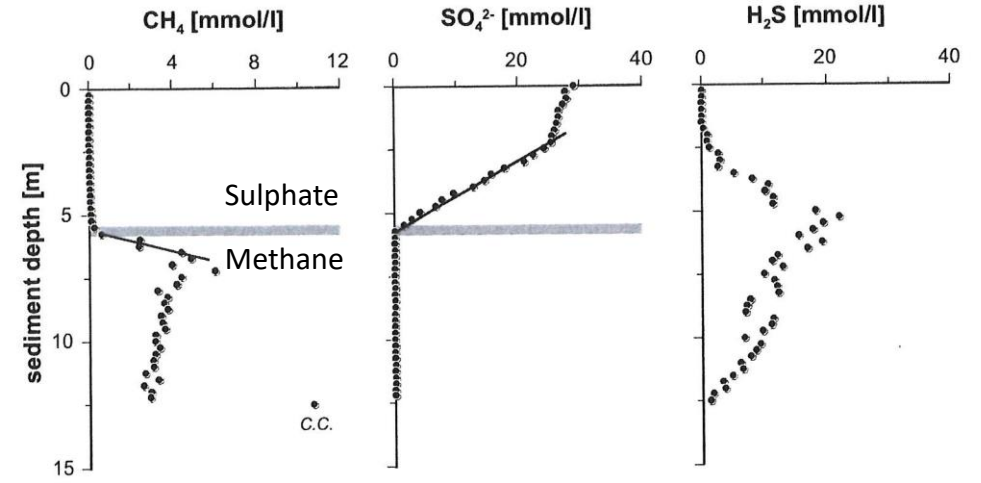 CH₄ [mmol/l]
SO₄²⁻ [mmol/l]
H₂S [mmol/l]
0 4 8 12
0 20 40
0 20 40
sediment depth [m]
0
5
10
15
Sulphate
Methane
C.C.